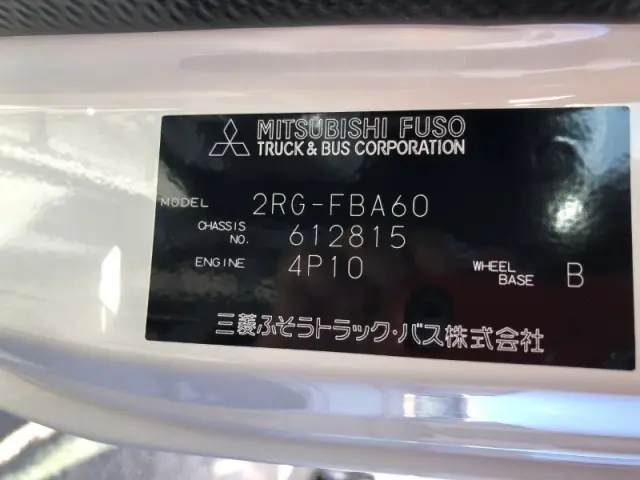 MITSUBISHI FUSO
TRUCK & BUS CORPORATION
MODEL 2RG-FBA60
CHASSIS NO. 612815
ENGINE 4P10 WHEEL BASE B
三菱ふそうトラック・バス株式会社